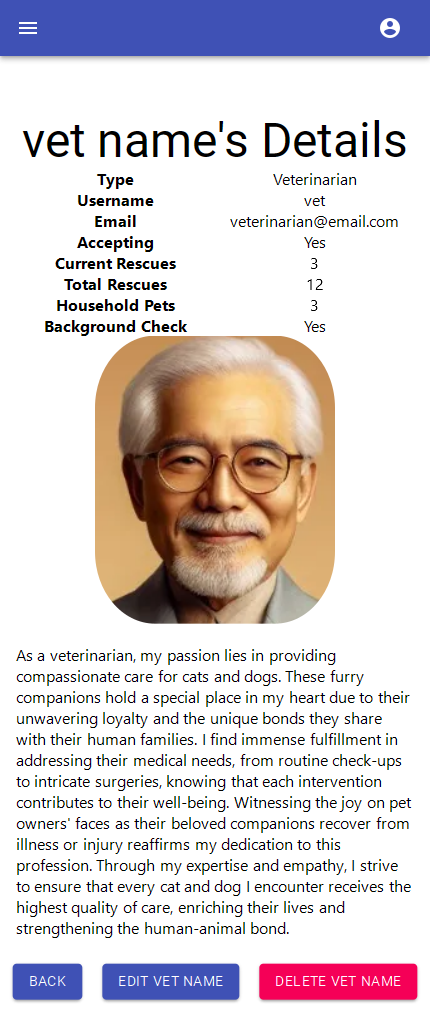 vet name's Details
Type Veterinarian
Username vet
Email veterinarian@email.com
Accepting Yes
Current Rescues 3
Total Rescues 12
Household Pets 3
Background Check Yes
As a veterinarian, my passion lies in providing
compassionate care for cats and dogs. These furry
companions hold a special place in my heart due to their
unwavering loyalty and the unique bonds they share
with their human families. I find immense fulfillment in
addressing their medical needs, from routine check-ups
to intricate surgeries, knowing that each intervention
contributes to their well-being. Witnessing the joy on pet
owners' faces as their beloved companions recover from
illness or injury reaffirms my dedication to this
profession. Through my expertise and empathy, I strive
to ensure that every cat and dog I encounter receives the
highest quality of care, enriching their lives and
strengthening the human-animal bond.
BACK EDIT VET NAME DELETE VET NAME